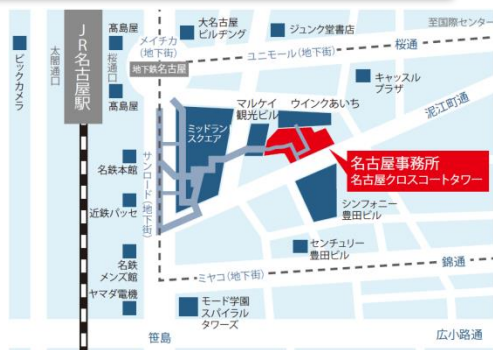 髙島屋
メイチカ
(地下街)
大名古屋
ビルヂング
ジュンク堂書店
至国際センター
桜通
ユニモール(地下街)
地下鉄名古屋
ビックカメラ
太閤通口
JR名古屋駅
桜通口
髙島屋
キャッスル
プラザ
泥江町通
マルケイ
観光ビル
ウインクあいち
ミッドランド
スクエア
名古屋事務所
名古屋クロスコートタワー
名鉄本館
サンロード(地下街)
近鉄パッセ
シンフォニー
豊田ビル
センチュリー
豊田ビル
名鉄
メンズ館
ミヤコ(地下街)
錦通
ヤマダ電機
モード学園
スパイラル
タワーズ
笹島
広小路通